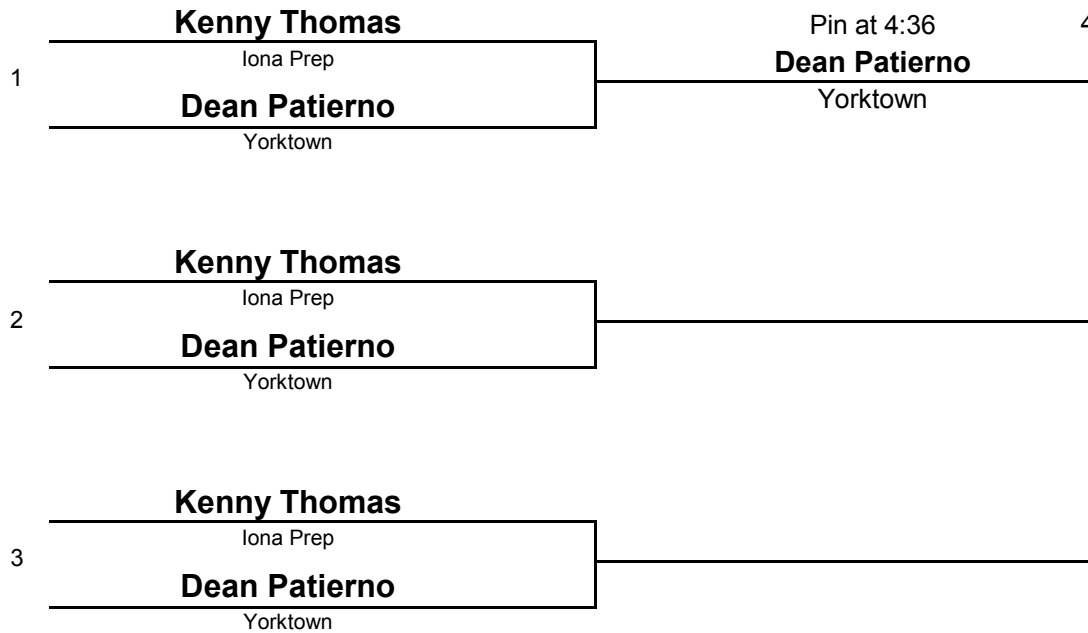 Kenny Thomas
Iona Prep
1
Dean Patierno
Yorktown
Pin at 4:36
4
Dean Patierno
Yorktown
Kenny Thomas
Iona Prep
2
Dean Patierno
Yorktown
Kenny Thomas
Iona Prep
3
Dean Patierno
Yorktown